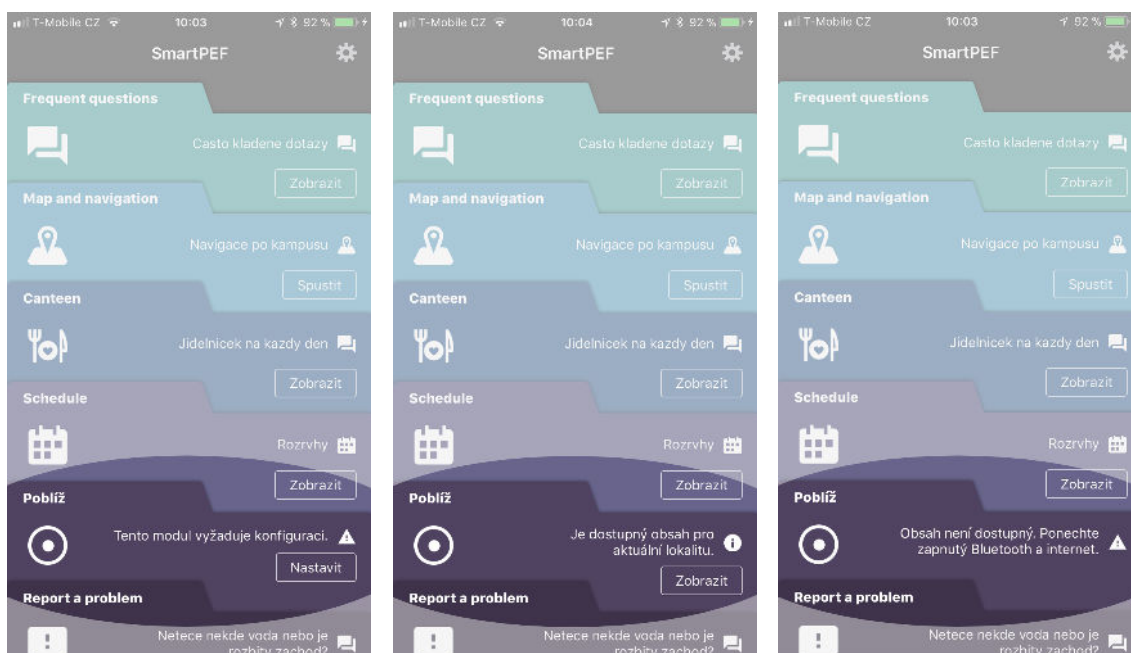 T-Mobile CZ 10:03 92 %
SmartPEF
Frequent questions
Casto kladene dotazy
Zobrazit
Map and navigation
Navigace po kampusu
Spustit
Canteen
Jidelnicek na kazdy den
Zobrazit
Schedule
Rozrvhy
Zobrazit
Poblíž
Tento modul vyžaduje konfiguraci.
Nastavit
Report a problem
Netece nekde voda nebo je
rozbity zachod?
T-Mobile CZ 10:04 92 %
SmartPEF
Frequent questions
Casto kladene dotazy
Zobrazit
Map and navigation
Navigace po kampusu
Spustit
Canteen
Jidelnicek na kazdy den
Zobrazit
Schedule
Rozrvhy
Zobrazit
Poblíž
Je dostupný obsah pro
aktuální lokalitu.
Zobrazit
Report a problem
Netece nekde voda nebo je
rozbity zachod?
T-Mobile CZ 10:03 92 %
SmartPEF
Frequent questions
Casto kladene dotazy
Zobrazit
Map and navigation
Navigace po kampusu
Spustit
Canteen
Jidelnicek na kazdy den
Zobrazit
Schedule
Rozrvhy
Zobrazit
Poblíž
Obsah není dostupný. Ponechte
zapnutý Bluetooth a internet.
Report a problem
Netece nekde voda nebo je
rozbity zachod?